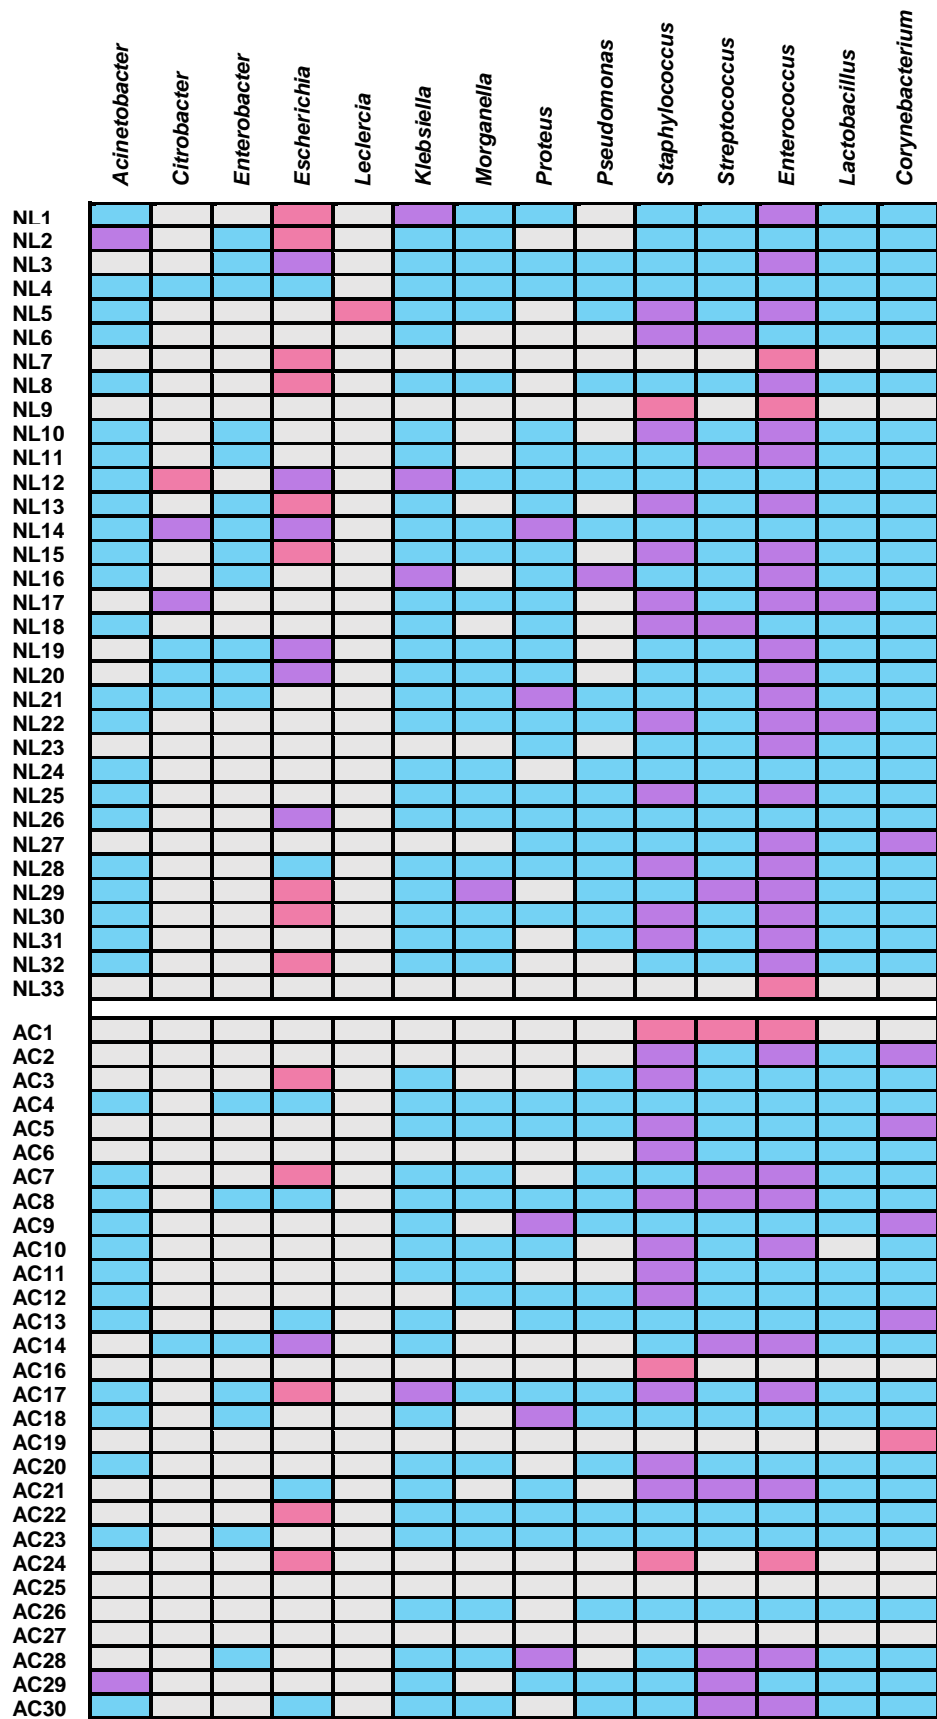 Acinetobacter
Citrobacter
Enterobacter
Escherichia
Leclercia
Klebsiella
Morganella
Proteus
Pseudomonas
Staphylococcus
Streptococcus
Enterococcus
Lactobacillus
Corynebacterium
NL1
NL2
NL3
NL4
NL5
NL6
NL7
NL8
NL9
NL10
NL11
NL12
NL13
NL14
NL15
NL16
NL17
NL18
NL19
NL20
NL21
NL22
NL23
NL24
NL25
NL26
NL27
NL28
NL29
NL30
NL31
NL32
NL33
AC1
AC2
AC3
AC4
AC5
AC6
AC7
AC8
AC9
AC10
AC11
AC12
AC13
AC14
AC16
AC17
AC18
AC19
AC20
AC21
AC22
AC23
AC24
AC25
AC26
AC27
AC28
AC29
AC30